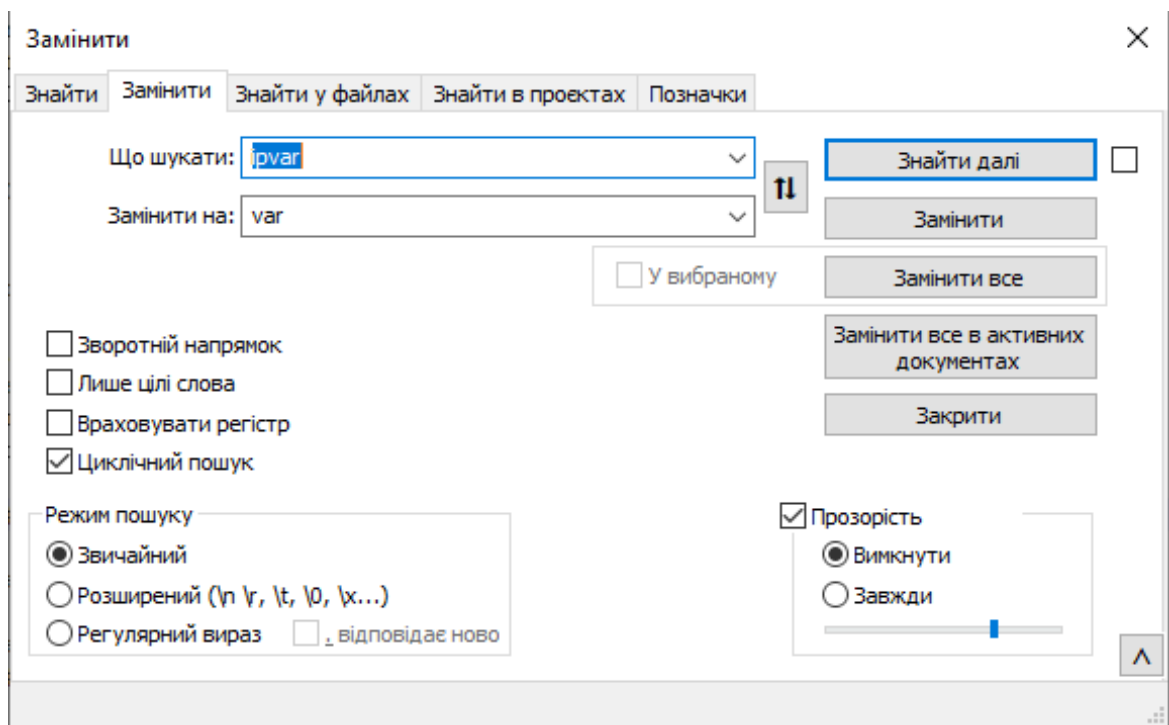 Замінити
Знайти Замінити Знайти у файлах Знайти в проєктах Позначки
Що шукати: ipvar Знайти далі
Замінити на: var Замінити
У вибраному Замінити все
Замінити все в активних
документах
Зворотній напрямок
Лише цілі слова
Враховувати регістр
Закрити
Циклічний пошук
Режим пошуку
Звичайний
Розширений (\n \r, \t, \0, \x...)
Регулярний вираз . відповідає ново
Прозорість
Вимкнути
Завжди